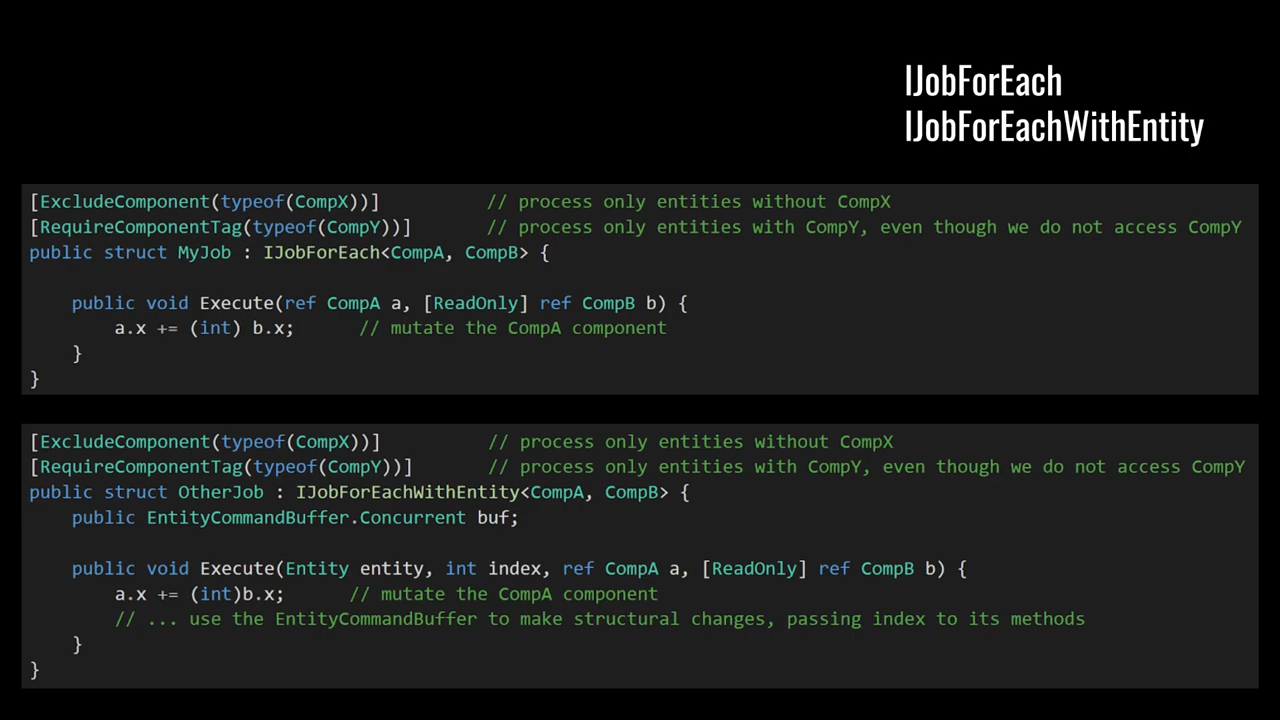 IJobForEach
IJobForEachWithEntity
[ExcludeComponent(typeof(CompX))] // process only entities without CompX
[RequireComponentTag(typeof(CompY))] // process only entities with CompY, even though we do not access CompY
public struct MyJob : IJobForEach<CompA, CompB> {
public void Execute(ref CompA a, [ReadOnly] ref CompB b) {
a.x += (int) b.x; // mutate the CompA component
}
}
[ExcludeComponent(typeof(CompX))] // process only entities without CompX
[RequireComponentTag(typeof(CompY))] // process only entities with CompY, even though we do not access CompY
public struct OtherJob : IJobForEachWithEntity<CompA, CompB> {
public EntityCommandBuffer.Concurrent buf;
public void Execute(Entity entity, int index, ref CompA a, [ReadOnly] ref CompB b) {
a.x += (int)b.x; // mutate the CompA component
// ... use the EntityCommandBuffer to make structural changes, passing index to its methods
}
}